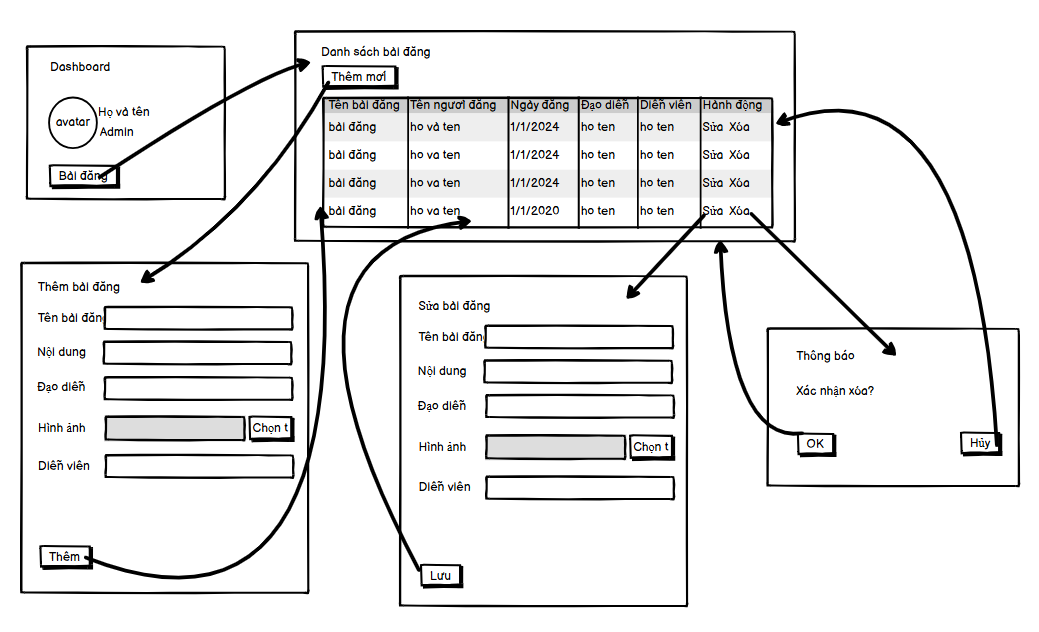 Dashboard
avatar
Họ và tên
Admin
Bài đăng
Danh sách bài đăng
Thêm mới
Tên bài đăng Tên người đăng Ngày đăng Đạo diễn Diễn viên Hành động
bài đăng ho và ten 1/1/2024 ho ten ho ten Sửa Xóa
bài đăng ho va ten 1/1/2024 ho ten ho ten Sửa Xóa
bài đăng ho va ten 1/1/2024 ho ten ho ten Sửa Xóa
bài đăng ho va ten 1/1/2020 ho ten ho ten Sửa Xóa
Thêm bài đăng
Tên bài đăn
Nội dung
Đạo diễn
Hình ảnh Chọn t
Diễn viên
Thêm
Sửa bài đăng
Tên bài đăn
Nội dung
Đạo diễn
Hình ảnh Chọn t
Diễn viên
Lưu
Thông báo
Xác nhận xóa?
OK Hủy